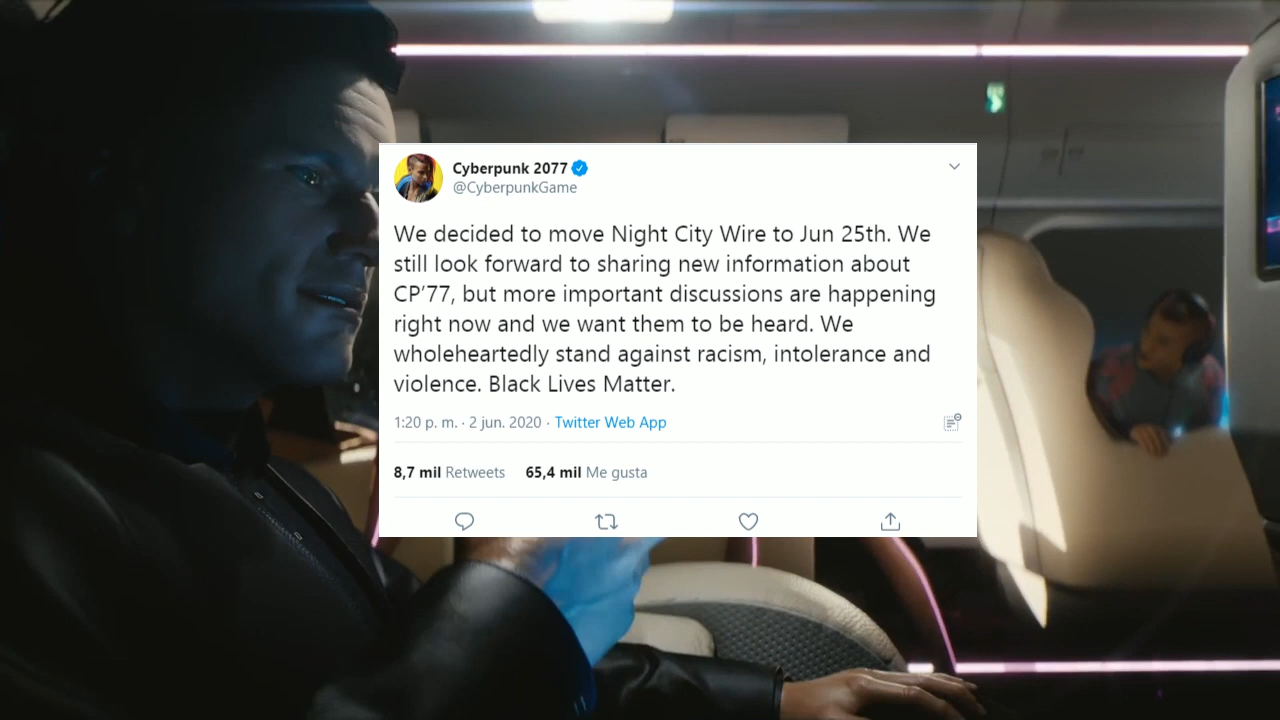 Cyberpunk 2077
@CyberpunkGame
We decided to move Night City Wire to Jun 25th. We
still look forward to sharing new information about
CP’77, but more important discussions are happening
right now and we want them to be heard. We
wholeheartedly stand against racism, intolerance and
violence. Black Lives Matter.
1:20 p. m. · 2 jun. 2020 · Twitter Web App
8,7 mil Retweets 65,4 mil Me gusta